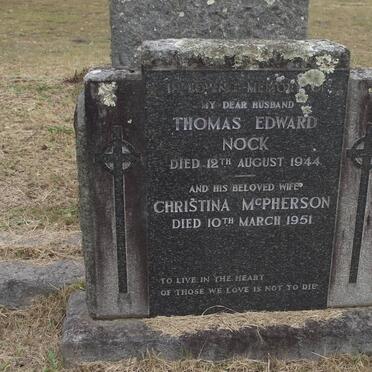 IN LOVING MEMORY OF
MY DEAR HUSBAND
THOMAS EDWARD
NOCK
DIED 12TH AUGUST 1944
AND HIS BELOVED WIFE
CHRISTINA MCPHERSON
DIED 10TH MARCH 1951
TO LIVE IN THE HEART
OF THOSE WE LOVE IS NOT TO DIE